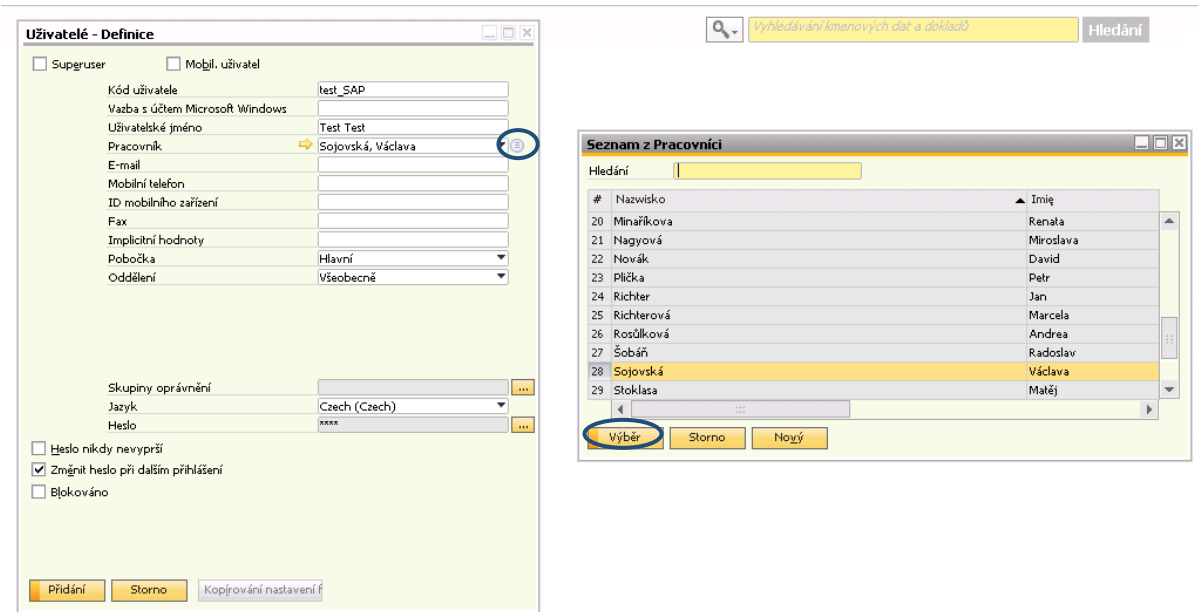 Vyhledávání kmenových dat a dokladů
Hledání
Uživatelé - Definice
Superuser
Mobil. uživatel
Kód uživatele test_SAP
Vazba s účtem Microsoft Windows
Uživatelské jméno Test Test
Pracovník Sojovská, Václava
E-mail
Mobilní telefon
ID mobilního zařízení
Fax
Implicitní hodnoty
Pobočka Hlavní
Oddělení Všeobecně
Skupiny oprávnění ...
Jazyk Czech (Czech)
Heslo **** ...
Heslo nikdy nevyprší
Změnit heslo při dalším přihlášení
Blokováno
Přidání Storno Kopírování nastavení f
Seznam z Pracovníci
Hledání
# Nazwisko Imię
20 Minaříkova Renata
21 Nagyová Miroslava
22 Novák David
23 Plička Petr
24 Richter Jan
25 Richterová Marcela
26 Rosůlková Andrea
27 Šobáň Radoslav
28 Sojovská Václava
29 Stoklasa Matěj
Výběr Storno Nový